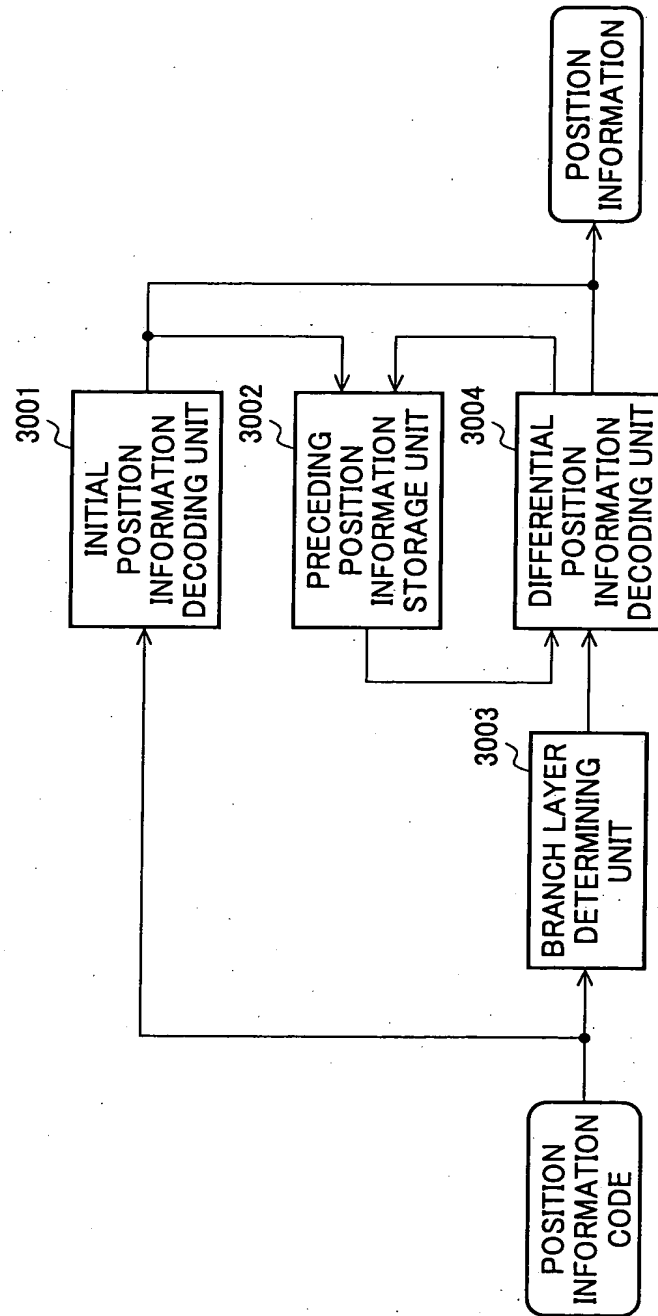 POSITION
INFORMATION
CODE
3003
BRANCH LAYER
DETERMINING
UNIT
3001
INITIAL
POSITION
INFORMATION
DECODING UNIT
3002
PRECEDING
POSITION
INFORMATION
STORAGE UNIT
3004
DIFFERENTIAL
POSITION
INFORMATION
DECODING UNIT
POSITION
INFORMATION